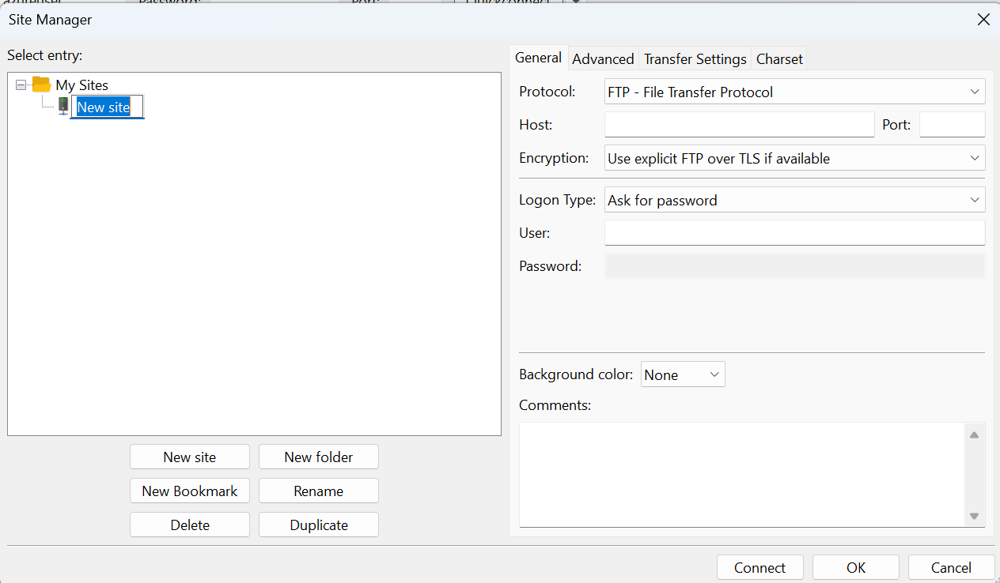 Site Manager
Select entry:
My Sites
New site
New site
New folder
New Bookmark
Rename
Delete
Duplicate
General
Advanced
Transfer Settings
Charset
Protocol:
FTP - File Transfer Protocol
Host:
Port:
Encryption:
Use explicit FTP over TLS if available
Logon Type:
Ask for password
User:
Password:
Background color:
None
Comments:
Connect
OK
Cancel